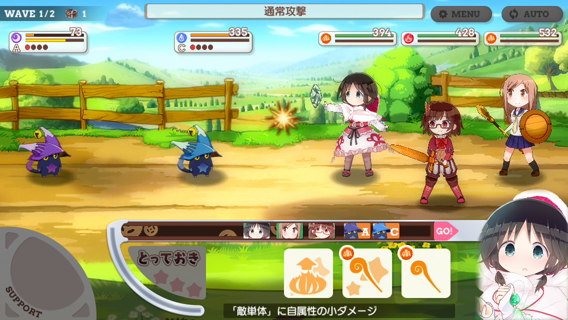 WAVE 1/2 1
通常攻撃
MENU
AUTO
73
A
335
C
394
428
532
A
C
GO!
とっておき
SUPPORT
「敵単体」に自属性の小ダメージ